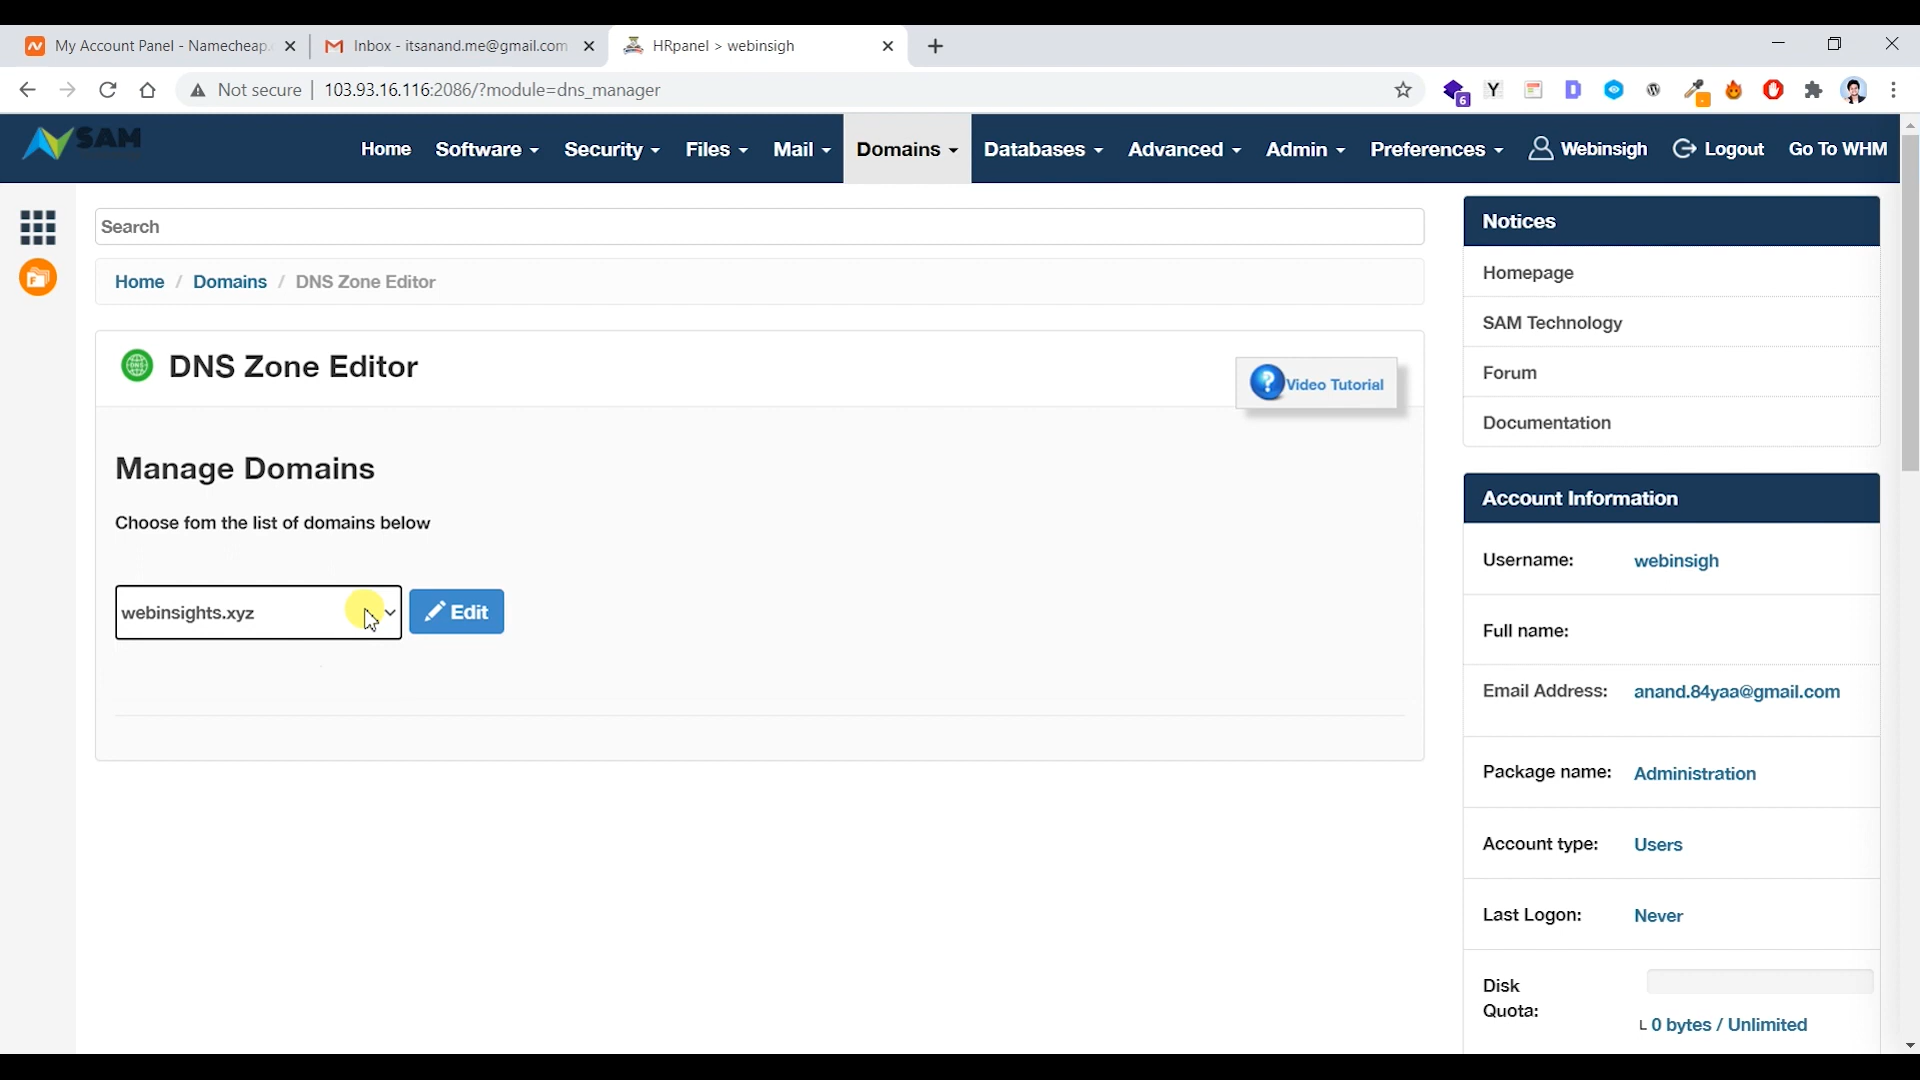 My Account Panel - Namecheap.
Inbox - itsanand.me@gmail.com
HRpanel > webinsigh
Not secure
103.93.16.116:2086/?module=dns_manager
6
SAM
Home
Software
Security
Files
Mail
Domains
Databases
Advanced
Admin
Preferences
Webinsigh
Logout
Go To WHM
Search
Home / Domains / DNS Zone Editor
DNS Zone Editor
Video Tutorial
Manage Domains
Choose fom the list of domains below
webinsights.xyz
Edit
Notices
Homepage
SAM Technology
Forum
Documentation
Account Information
Username: webinsigh
Full name:
Email Address: anand.84yaa@gmail.com
Package name: Administration
Account type: Users
Last Logon: Never
Disk
Quota:
0 bytes / Unlimited